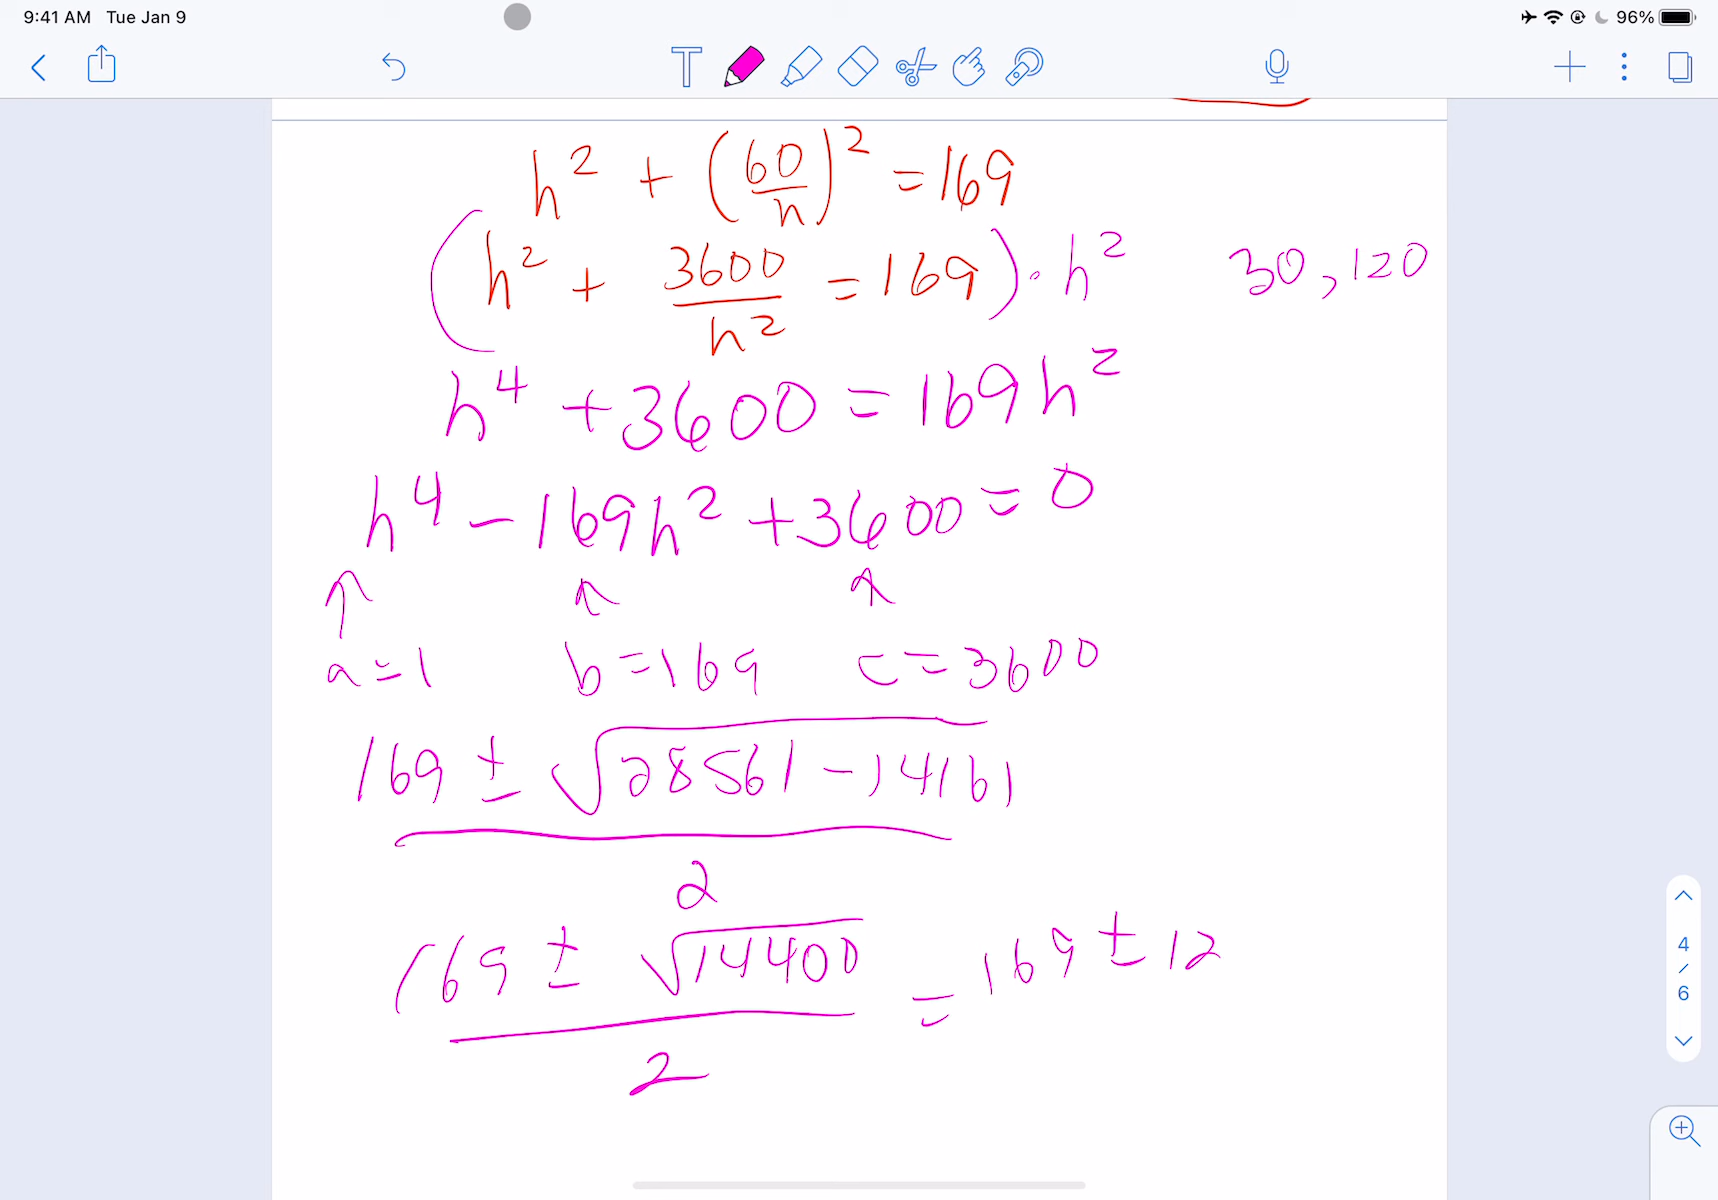 9:41 AM Tue Jan 9
96%
h² + (60/h)² = 169
(h² + 3600/h² = 169) · h²
30, 120
h⁴ + 3600 = 169h²
h⁴ − 169h² + 3600 = 0
a = 1 b = 169 c = 3600
169 ± √28561 − 14161
2
169 ± √14400 = 169 ± 12
2
4
/
6